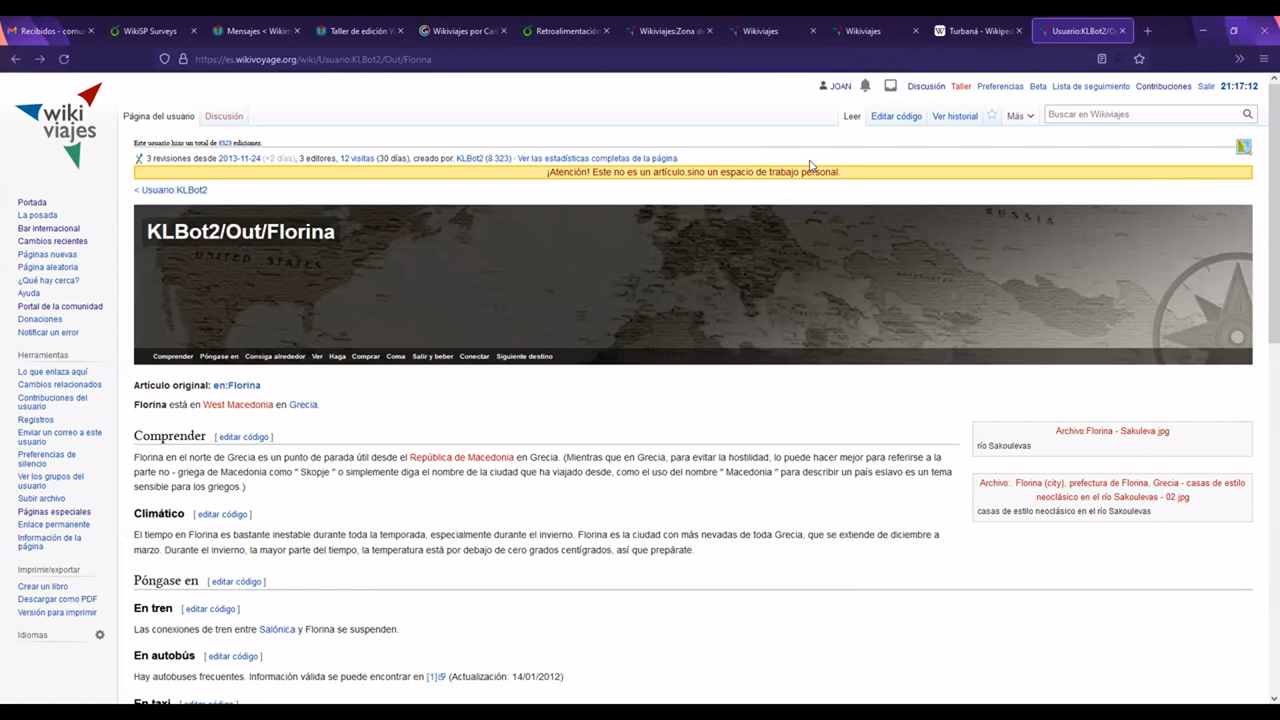 Recibidos - comu
WikiSP Surveys
Mensajes < Wikim
Taller de edición W
Wikiviajes por Carl
Retroalimentación
Wikiviajes:Zona de
Wikiviajes
Wikiviajes
Turbaná - Wikiped
Usuario:KLBot2/O
https://es.wikivoyage.org/wiki/Usuario:KLBot2/Out/Florina
wiki viajes
JOAN Discusión Taller Preferencias Beta Lista de seguimiento Contribuciones Salir 21:17:12
Página del usuario Discusión Leer Editar código Ver historial Más Buscar en Wikiviajes
Este usuario hizo un total de 8323 ediciones.
3 revisiones desde 2013-11-24 (+2 días), 3 editores, 12 visitas (30 días), creado por: KLBot2 (8.323) · Ver las estadísticas completas de la página
¡Atención! Este no es un artículo,sino un espacio de trabajo personal.
< Usuario:KLBot2
Portada
La posada
Bar internacional
Cambios recientes
Páginas nuevas
Página aleatoria
¿Qué hay cerca?
Ayuda
Portal de la comunidad
Donaciones
Notificar un error
Herramientas
Lo que enlaza aquí
Cambios relacionados
Contribuciones del
usuario
Registros
Enviar un correo a este
usuario
Preferencias de
silencio
Ver los grupos del
usuario
Subir archivo
Páginas especiales
Enlace permanente
Información de la
página
Imprimir/exportar
Crear un libro
Descargar como PDF
Versión para imprimir
Idiomas
RUSSIA
UNITED STATES
KLBot2/Out/Florina
Comprender Póngase en Consiga alrededor Ver Haga Comprar Coma Salir y beber Conectar Siguiente destino
Artículo original: en:Florina
Florina está en West Macedonia en Grecia.
Comprender [ editar código ]
Florina en el norte de Grecia es un punto de parada útil desde el República de Macedonia en Grecia. (Mientras que en Grecia, para evitar la hostilidad, lo puede hacer mejor para referirse a la
parte no - griega de Macedonia como " Skopje " o simplemente diga el nombre de la ciudad que ha viajado desde, como el uso del nombre " Macedonia " para describir un país eslavo es un tema
sensible para los griegos.)
Archivo:Florina - Sakuleva.jpg
río Sakoulevas
Archivo:. Florina (city), prefectura de Florina, Grecia - casas de estilo
neoclásico en el río Sakoulevas - 02 jpg
casas de estilo neoclásico en el río Sakoulevas
Climático [ editar código ]
El tiempo en Florina es bastante inestable durante toda la temporada, especialmente durante el invierno. Florina es la ciudad con más nevadas de toda Grecia, que se extiende de diciembre a
marzo. Durante el invierno, la mayor parte del tiempo, la temperatura está por debajo de cero grados centígrados, así que prepárate.
Póngase en [ editar código ]
En tren [ editar código ]
Las conexiones de tren entre Salónica y Florina se suspenden.
En autobús [ editar código ]
Hay autobuses frecuentes. Información válida se puede encontrar en [1] (Actualización: 14/01/2012)
En taxi [ editar código ]